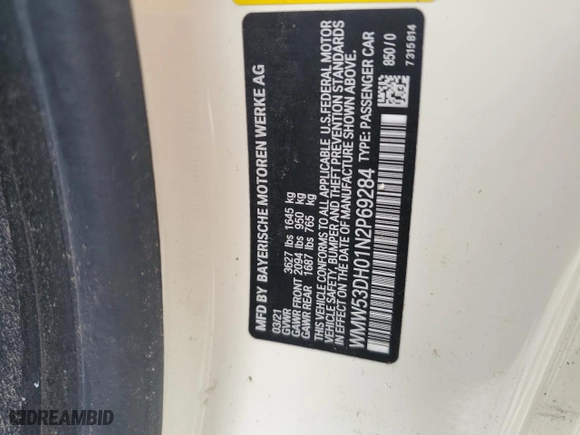 MFD BY BAYERISCHE MOTOREN WERKE AG
03/21
GVWR 3627 lbs 1645 kg
GAWR FRONT 2094 lbs 950 kg
GAWR REAR 1687 lbs 765 kg
THIS VEHICLE CONFORMS TO ALL APPLICABLE U.S.FEDERAL MOTOR
VEHICLE SAFETY, BUMPER AND THEFT PREVENTION STANDARDS
IN EFFECT ON THE DATE OF MANUFACTURE SHOWN ABOVE.
WMW53DH01N2P69284 TYPE: PASSENGER CAR
850/0
7 315 814
DREAMBID